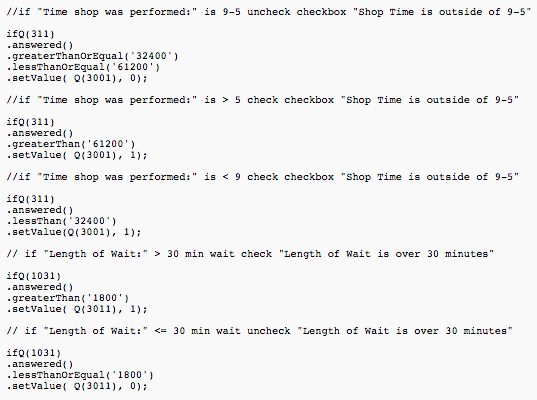 //if "Time shop was performed:" is 9-5 uncheck checkbox "Shop Time is outside of 9-5"
ifQ(311)
.answered()
.greaterThanOrEqual('32400')
.lessThanOrEqual('61200')
.setValue( Q(3001), 0);
//if "Time shop was performed:" is > 5 check checkbox "Shop Time is outside of 9-5"
ifQ(311)
.answered()
.greaterThan('61200')
.setValue( Q(3001), 1);
//if "Time shop was performed:" is < 9 check checkbox "Shop Time is outside of 9-5"
ifQ(311)
.answered()
.lessThan('32400')
.setValue(Q(3001), 1);
// if "Length of Wait:" > 30 min wait check "Length of Wait is over 30 minutes"
ifQ(1031)
.answered()
.greaterThan('1800')
.setValue( Q(3011), 1);
// if "Length of Wait:" <= 30 min wait uncheck "Length of Wait is over 30 minutes"
ifQ(1031)
.answered()
.lessThanOrEqual('1800')
.setValue( Q(3011), 0);